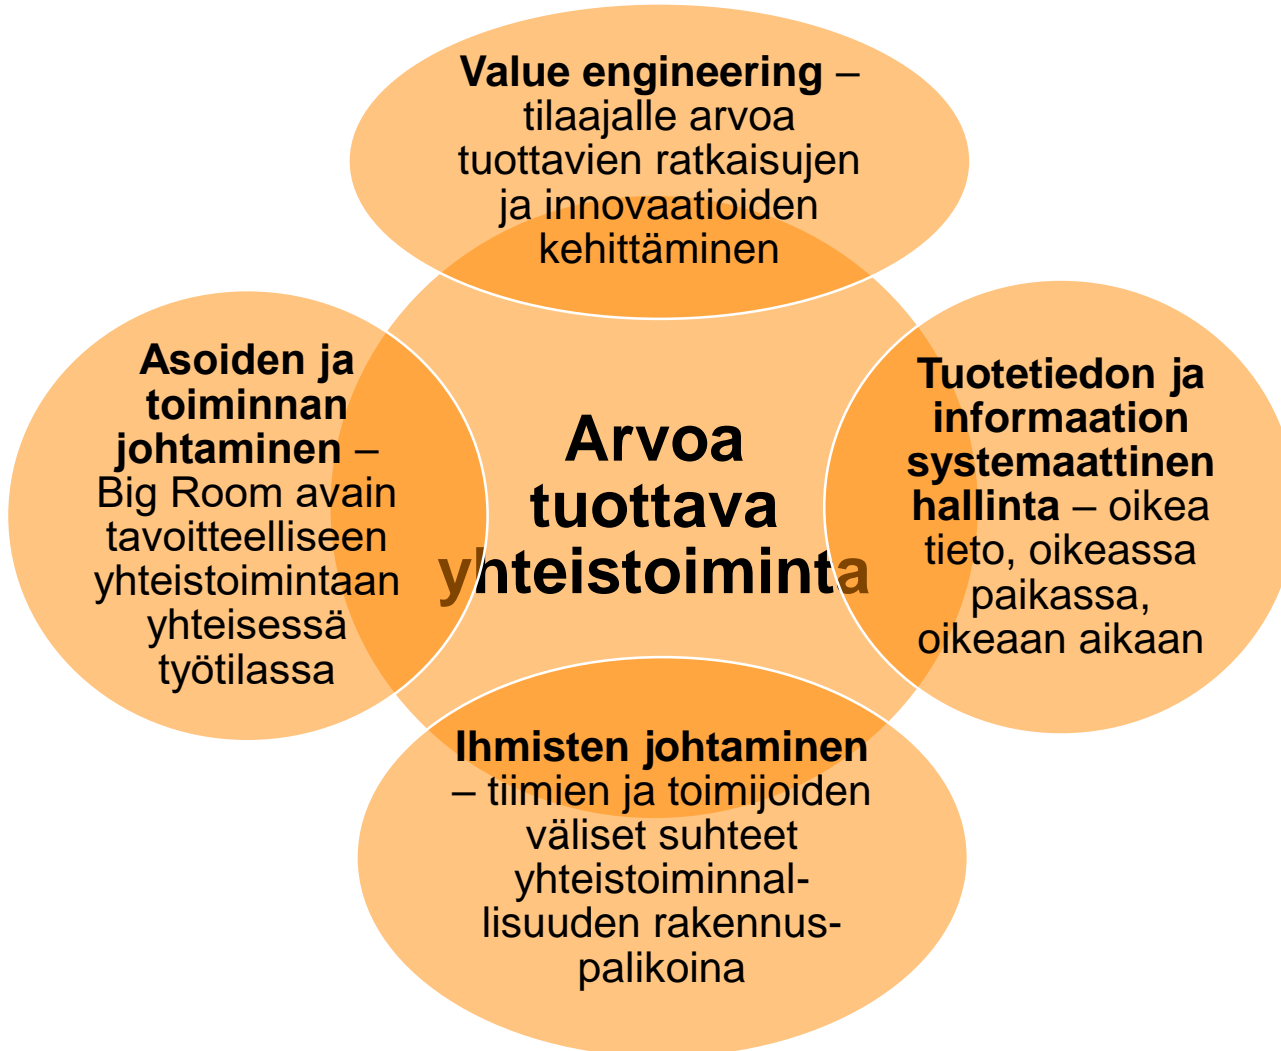 Value engineering –
tilaajalle arvoa
tuottavien ratkaisujen
ja innovaatioiden
kehittäminen
Asoiden ja
toiminnan
johtaminen –
Big Room avain
tavoitteelliseen
yhteistoimintaan
yhteisessä
työtilassa
Arvoa
tuottava
yhteistoiminta
Tuotetiedon ja
informaation
systemaattinen
hallinta – oikea
tieto, oikeassa
paikassa,
oikeaan aikaan
Ihmisten johtaminen
– tiimien ja toimijoiden
väliset suhteet
yhteistoiminnal-
lisuuden rakennus-
palikoina